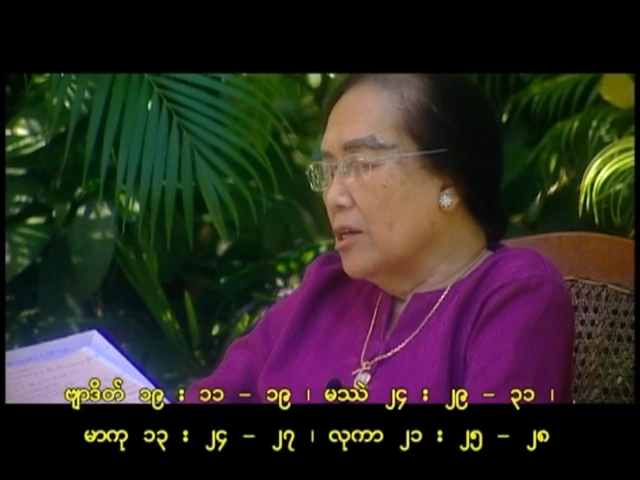 ဗျာဒိတ် ၁၉ : ၁၁ – ၁၉ ၊ မဿဲ ၂၄ : ၂၉ – ၃၁ ၊
မာကု ၁၃ : ၂၄ – ၂၇ ၊ လုကာ ၂၁ : ၂၅ – ၂၈